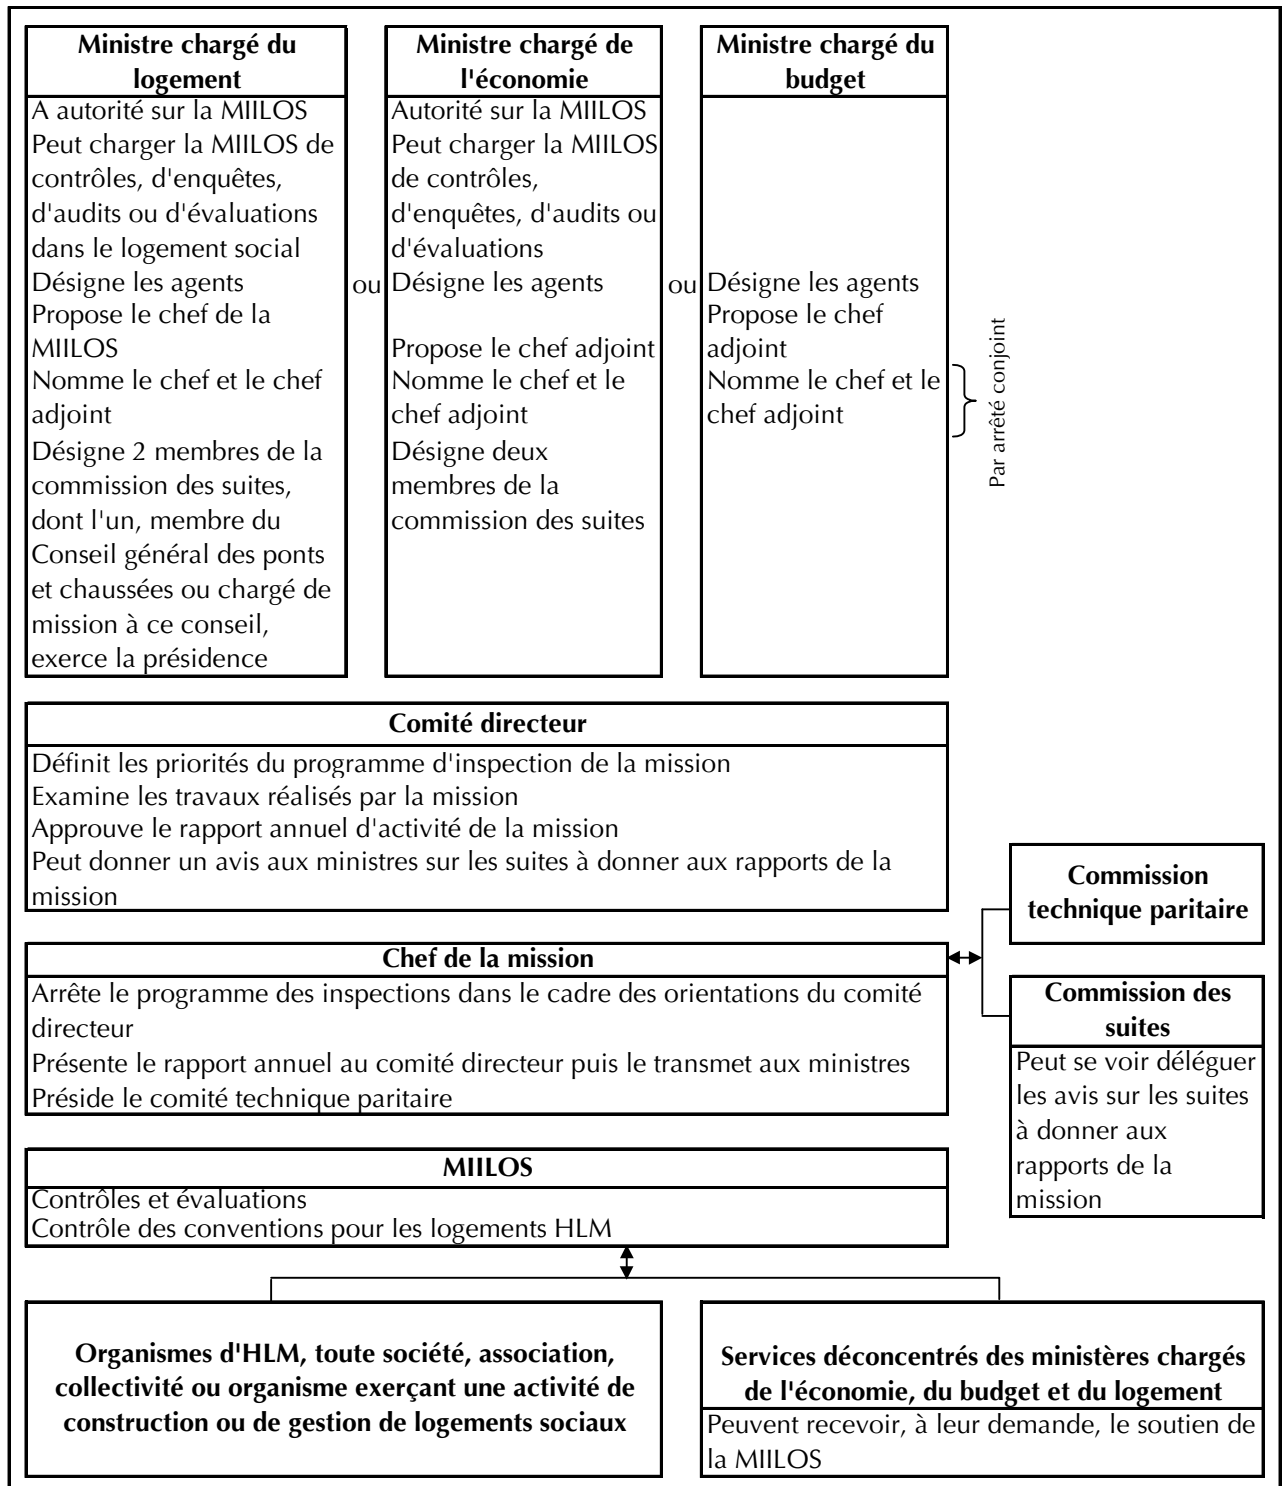 Ministre chargé du
logement
A autorité sur la MIILOS
Peut charger la MIILOS de
contrôles, d'enquêtes,
d'audits ou d'évaluations
dans le logement social
Désigne les agents
Propose le chef de la
MIILOS
Nomme le chef et le chef
adjoint
Désigne 2 membres de la
commission des suites,
dont l'un, membre du
Conseil général des ponts
et chaussées ou chargé de
mission à ce conseil,
exerce la présidence
ou
Ministre chargé de
l'économie
Autorité sur la MIILOS
Peut charger la MIILOS
de contrôles,
d'enquêtes, d'audits ou
d'évaluations
Désigne les agents
Propose le chef adjoint
Nomme le chef et le
chef adjoint
Désigne deux
membres de la
commission des suites
ou
Ministre chargé du
budget
Désigne les agents
Propose le chef
adjoint
Nomme le chef et le
chef adjoint
Par arrêté conjoint
Comité directeur
Définit les priorités du programme d'inspection de la mission
Examine les travaux réalisés par la mission
Approuve le rapport annuel d'activité de la mission
Peut donner un avis aux ministres sur les suites à donner aux rapports de la
mission
Commission
technique paritaire
Chef de la mission
Arrête le programme des inspections dans le cadre des orientations du comité
directeur
Présente le rapport annuel au comité directeur puis le transmet aux ministres
Préside le comité technique paritaire
Commission des
suites
Peut se voir déléguer
les avis sur les suites
à donner aux
rapports de la
mission
MIILOS
Contrôles et évaluations
Contrôle des conventions pour les logements HLM
Organismes d'HLM, toute société, association,
collectivité ou organisme exerçant une activité de
construction ou de gestion de logements sociaux
Services déconcentrés des ministères chargés
de l'économie, du budget et du logement
Peuvent recevoir, à leur demande, le soutien de
la MIILOS